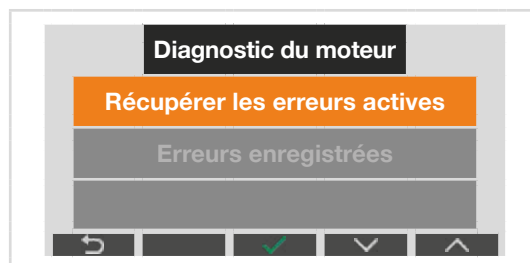 Diagnostic du moteur
Récupérer les erreurs actives
Erreurs enregistrées